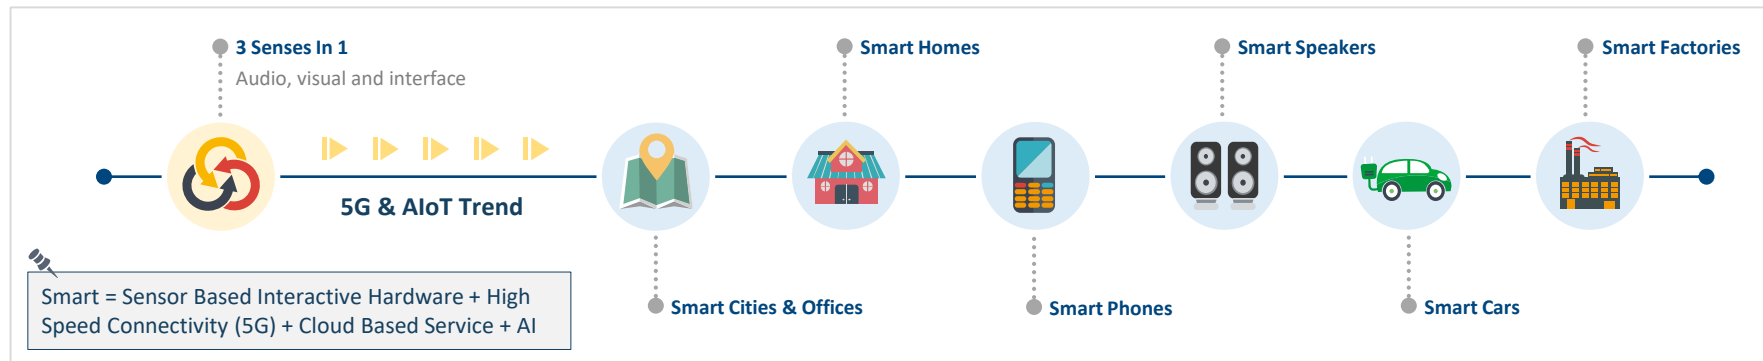 3 Senses In 1
Audio, visual and interface
Smart Homes
Smart Speakers
Smart Factories
5G & AIoT Trend
Smart Cities & Offices
Smart Phones
Smart Cars
Smart = Sensor Based Interactive Hardware + High
Speed Connectivity (5G) + Cloud Based Service + AI